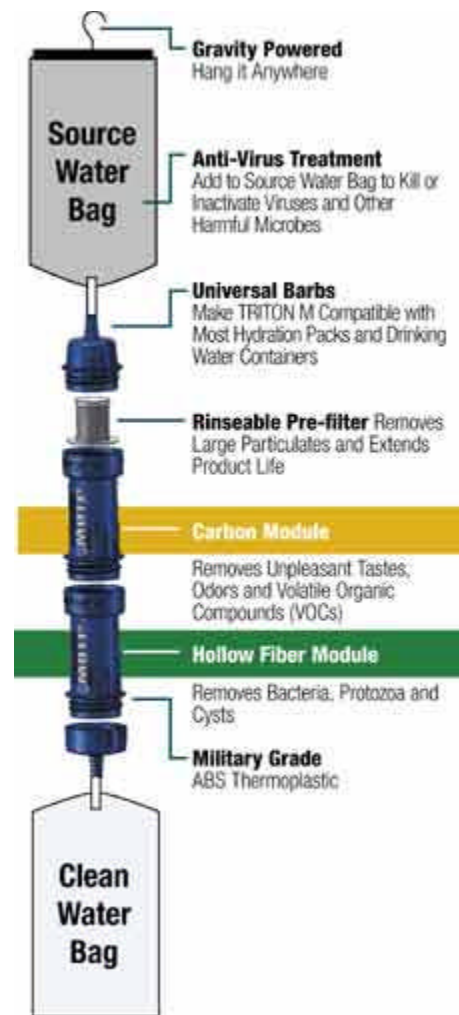 Gravity Powered
Hang it Anywhere
Source
Water
Bag
Anti-Virus Treatment
Add to Source Water Bag to Kill or
Inactivate Viruses and Other
Harmful Microbes
Universal Barbs
Make TRITON M Compatible with
Most Hydration Packs and Drinking
Water Containers
Rinseable Pre-filter Removes
Large Particulates and Extends
Product Life
Carbon Module
Removes Unpleasant Tastes,
Odors and Volatile Organic
Compounds (VOCs)
Hollow Fiber Module
Removes Bacteria, Protozoa and
Cysts
Military Grade
ABS Thermoplastic
Clean
Water
Bag